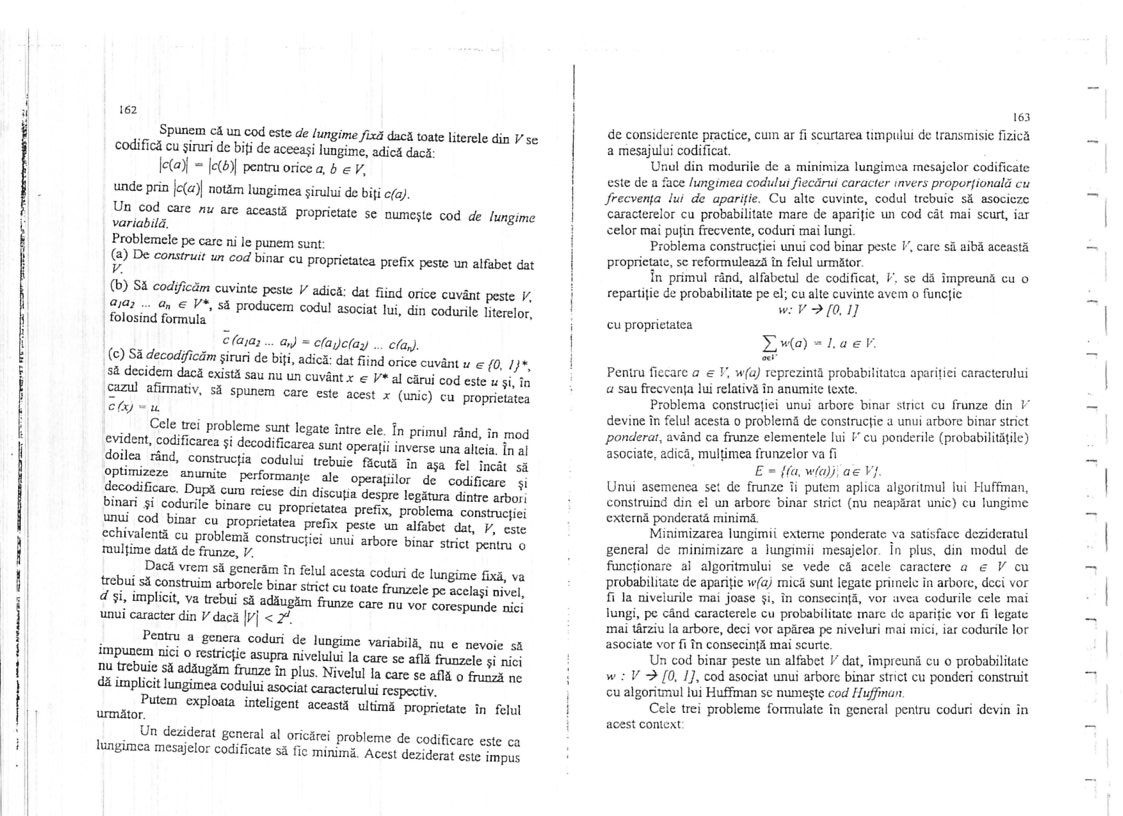 162
Spunem că un cod este de lungime fixă dacă toate literele din V se
codifică cu şiruri de biţi de aceeaşi lungime, adică dacă:
|c(a)| = |c(b)| pentru orice a, b ∈ V,
unde prin |c(a)| notăm lungimea şirului de biţi c(a).
Un cod care nu are această proprietate se numeşte cod de lungime
variabilă.
Problemele pe care ni le punem sunt:
(a) De construit un cod binar cu proprietatea prefix peste un alfabet dat
V.
(b) Să codificăm cuvinte peste V adică: dat fiind orice cuvânt peste V,
a₁a₂ ... aₙ ∈ V*, să producem codul asociat lui, din codurile literelor,
folosind formula
c̄ (a₁a₂ ... aₙ) = c(a₁)c(a₂) ... c(aₙ).
(c) Să decodificăm şiruri de biţi, adică: dat fiind orice cuvânt u ∈ {0, 1}*,
să decidem dacă există sau nu un cuvânt x ∈ V* al cărui cod este u şi, în
cazul afirmativ, să spunem care este acest x (unic) cu proprietatea
c̄ (x) = u.
Cele trei probleme sunt legate între ele. În primul rând, în mod
evident, codificarea şi decodificarea sunt operaţii inverse una alteia. În al
doilea rând, construcţia codului trebuie făcută în aşa fel încât să
optimizeze anumite performanţe ale operaţiilor de codificare şi
decodificare. După cum reiese din discuţia despre legătura dintre arbori
binari şi codurile binare cu proprietatea prefix, problema construcţiei
unui cod binar cu proprietatea prefix peste un alfabet dat, V, este
echivalentă cu problemă construcţiei unui arbore binar strict pentru o
mulţime dată de frunze, V.
Dacă vrem să generăm în felul acesta coduri de lungime fixă, va
trebui să construim arborele binar strict cu toate frunzele pe acelaşi nivel,
d şi, implicit, va trebui să adăugăm frunze care nu vor corespunde nici
unui caracter din V dacă |V| < 2ᵈ.
Pentru a genera coduri de lungime variabilă, nu e nevoie să
impunem nici o restricţie asupra nivelului la care se află frunzele şi nici
nu trebuie să adăugăm frunze în plus. Nivelul la care se află o frunză ne
dă implicit lungimea codului asociat caracterului respectiv.
Putem exploata inteligent această ultimă proprietate în felul
următor.
Un deziderat general al oricărei probleme de codificare este ca
lungimea mesajelor codificate să fie minimă. Acest deziderat este impus
163
de considerente practice, cum ar fi scurtarea timpului de transmisie fizică
a mesajului codificat.
Unul din modurile de a minimiza lungimea mesajelor codificate
este de a face lungimea codului fiecărui caracter invers proporţională cu
frecvenţa lui de apariţie. Cu alte cuvinte, codul trebuie să asocieze
caracterelor cu probabilitate mare de apariţie un cod cât mai scurt, iar
celor mai puţin frecvente, coduri mai lungi.
Problema construcţiei unui cod binar peste V, care să aibă această
proprietate, se reformulează în felul următor.
În primul rând, alfabetul de codificat, V, se dă împreună cu o
repartiţie de probabilitate pe el; cu alte cuvinte avem o funcţie
w: V → [0, 1]
cu proprietatea
∑ w(a) = 1, a ∈ V.
a∈V
Pentru fiecare a ∈ V, w(a) reprezintă probabilitatea apariţiei caracterului
a sau frecvenţa lui relativă în anumite texte.
Problema construcţiei unui arbore binar strict cu frunze din V
devine în felul acesta o problemă de construcţie a unui arbore binar strict
ponderat, având ca frunze elementele lui V cu ponderile (probabilităţile)
asociate, adică, mulţimea frunzelor va fi
E = {(a, w(a)); a∈ V}.
Unui asemenea set de frunze îi putem aplica algoritmul lui Huffman,
construind din el un arbore binar strict (nu neapărat unic) cu lungime
externă ponderată minimă.
Minimizarea lungimii externe ponderate va satisface dezideratul
general de minimizare a lungimii mesajelor. În plus, din modul de
funcţionare al algoritmului se vede că acele caractere a ∈ V cu
probabilitate de apariţie w(a) mică sunt legate primele în arbore, deci vor
fi la nivelurile mai joase şi, în consecinţă, vor avea codurile cele mai
lungi, pe când caracterele cu probabilitate mare de apariţie vor fi legate
mai târziu la arbore, deci vor apărea pe niveluri mai mici, iar codurile lor
asociate vor fi în consecinţă mai scurte.
Un cod binar peste un alfabet V dat, împreună cu o probabilitate
w : V → [0, 1], cod asociat unui arbore binar strict cu ponderi construit
cu algoritmul lui Huffman se numeşte cod Huffman.
Cele trei probleme formulate în general pentru coduri devin în
acest context: